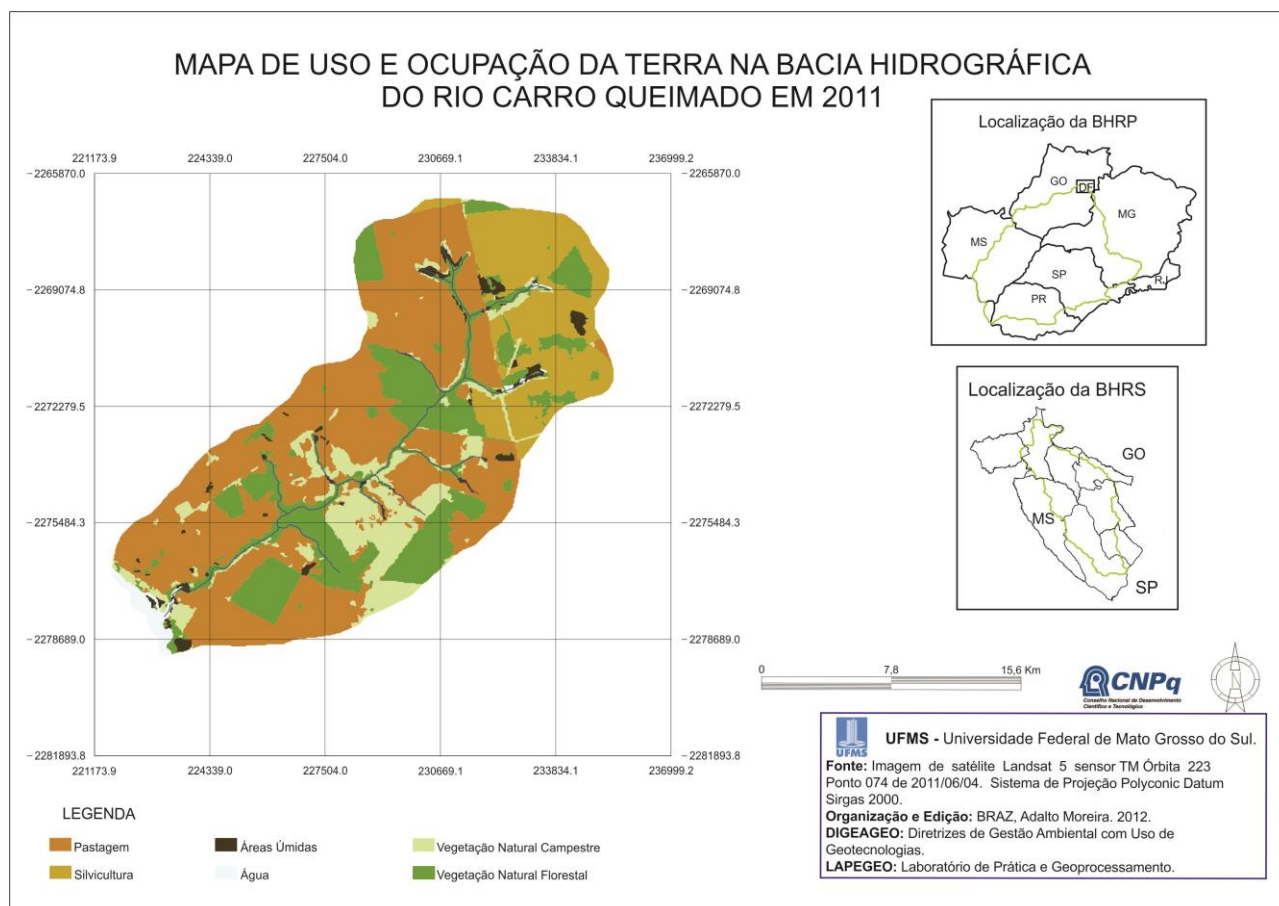 MAPA DE USO E OCUPAÇÃO DA TERRA NA BACIA HIDROGRÁFICA
DO RIO CARRO QUEIMADO EM 2011
221173.9 224339.0 227504.0 230669.1 233834.1 236999.2
-2265870.0 -2265870.0
-2269074.8 -2269074.8
-2272279.5 -2272279.5
-2275484.3 -2275484.3
-2278689.0 -2278689.0
-2281893.8 -2281893.8
221173.9 224339.0 227504.0 230669.1 233834.1 236999.2
Localização da BHRP
GO
DF
MG
MS
SP
RJ
PR
Localização da BHRS
GO
MS
SP
0 7,8 15,6 Km
CNPq
Conselho Nacional de Desenvolvimento
Científico e Tecnológico
N
UFMS
UFMS - Universidade Federal de Mato Grosso do Sul.
Fonte: Imagem de satélite Landsat 5 sensor TM Órbita 223
Ponto 074 de 2011/06/04. Sistema de Projeção Polyconic Datum
Sirgas 2000.
Organização e Edição: BRAZ, Adalto Moreira. 2012.
DIGEAGEO: Diretrizes de Gestão Ambiental com Uso de
Geotecnologias.
LAPEGEO: Laboratório de Prática e Geoprocessamento.
LEGENDA
Pastagem Áreas Úmidas Vegetação Natural Campestre
Silvicultura Água Vegetação Natural Florestal